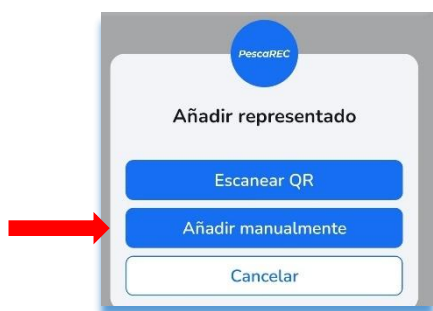 PescaREC
Añadir representado
Escanear QR
Añadir manualmente
Cancelar